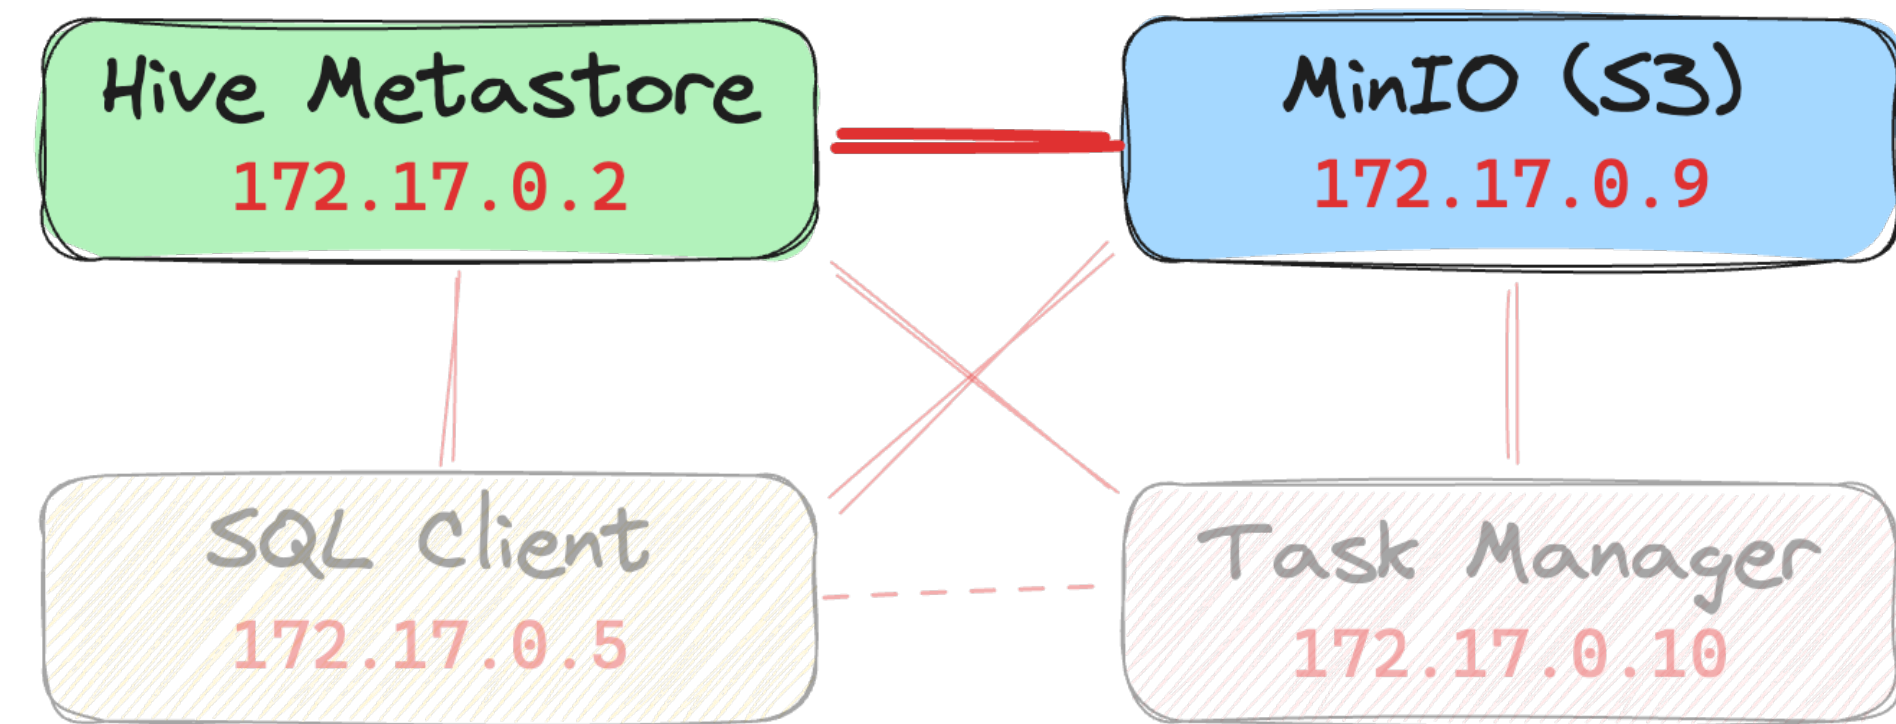 Hive Metastore
172.17.0.2
MinIO (S3)
172.17.0.9
SQL Client
172.17.0.5
Task Manager
172.17.0.10